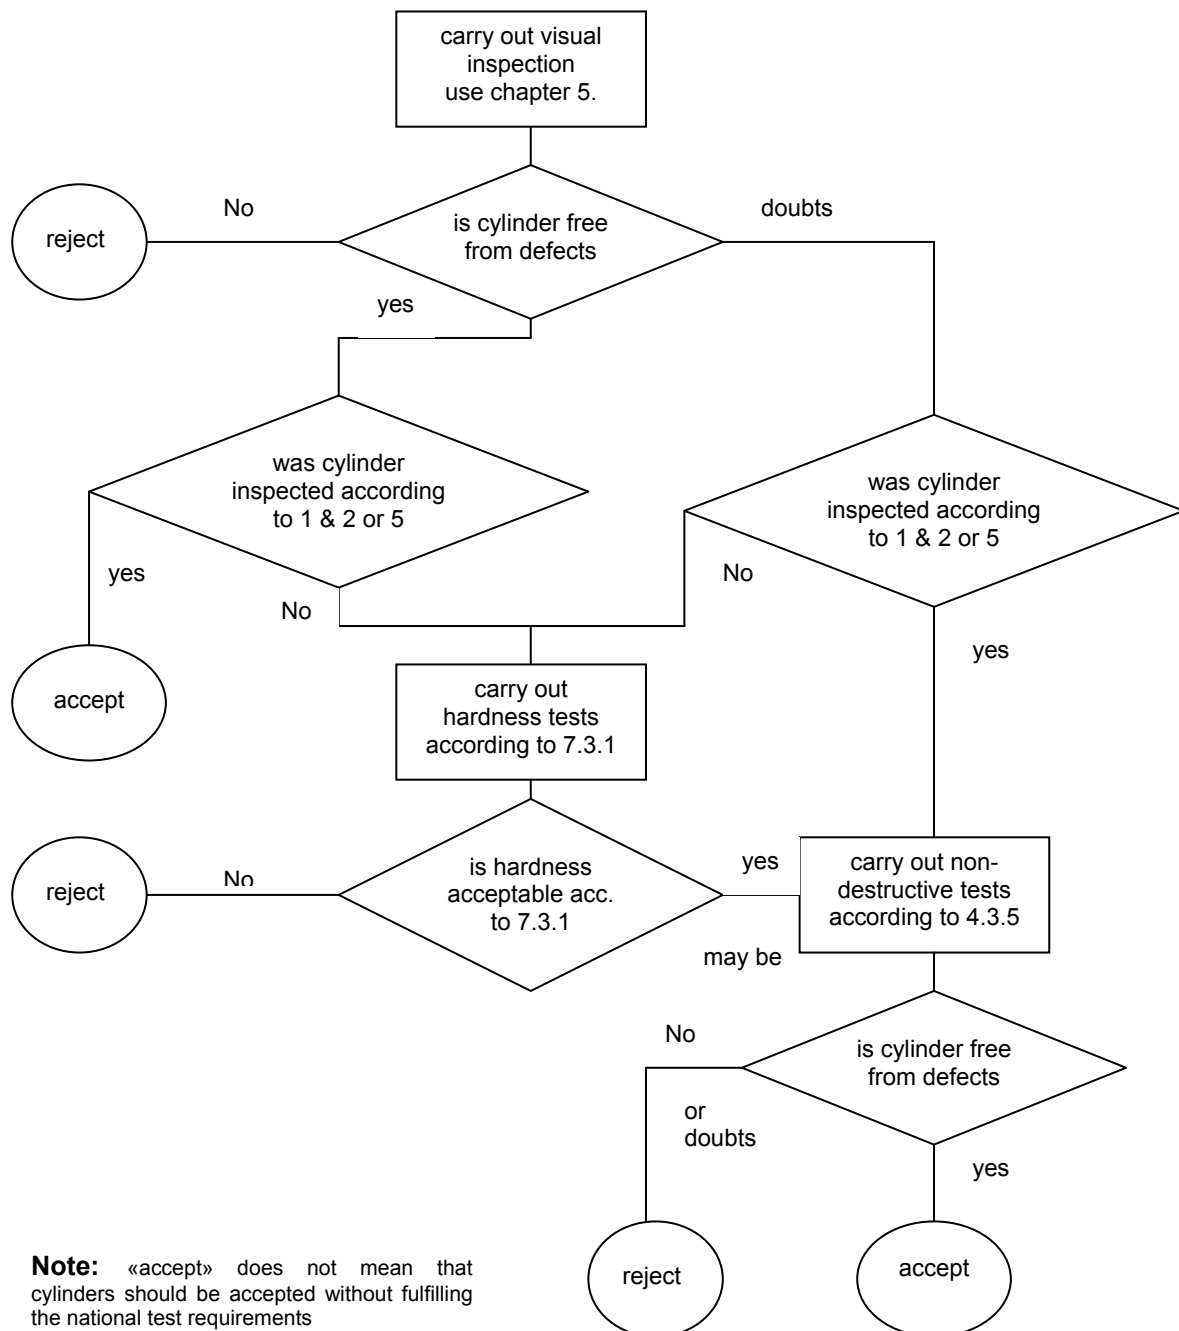 carry out visual
inspection
use chapter 5.
No
doubts
reject
is cylinder free
from defects
yes
was cylinder
inspected according
to 1 & 2 or 5
was cylinder
inspected according
to 1 & 2 or 5
yes
No
No
yes
accept
carry out
hardness tests
according to 7.3.1
reject
No
is hardness
acceptable acc.
to 7.3.1
yes
may be
carry out non-
destructive tests
according to 4.3.5
No
or
doubts
is cylinder free
from defects
yes
reject
accept
Note: «accept» does not mean that
cylinders should be accepted without fulfilling
the national test requirements